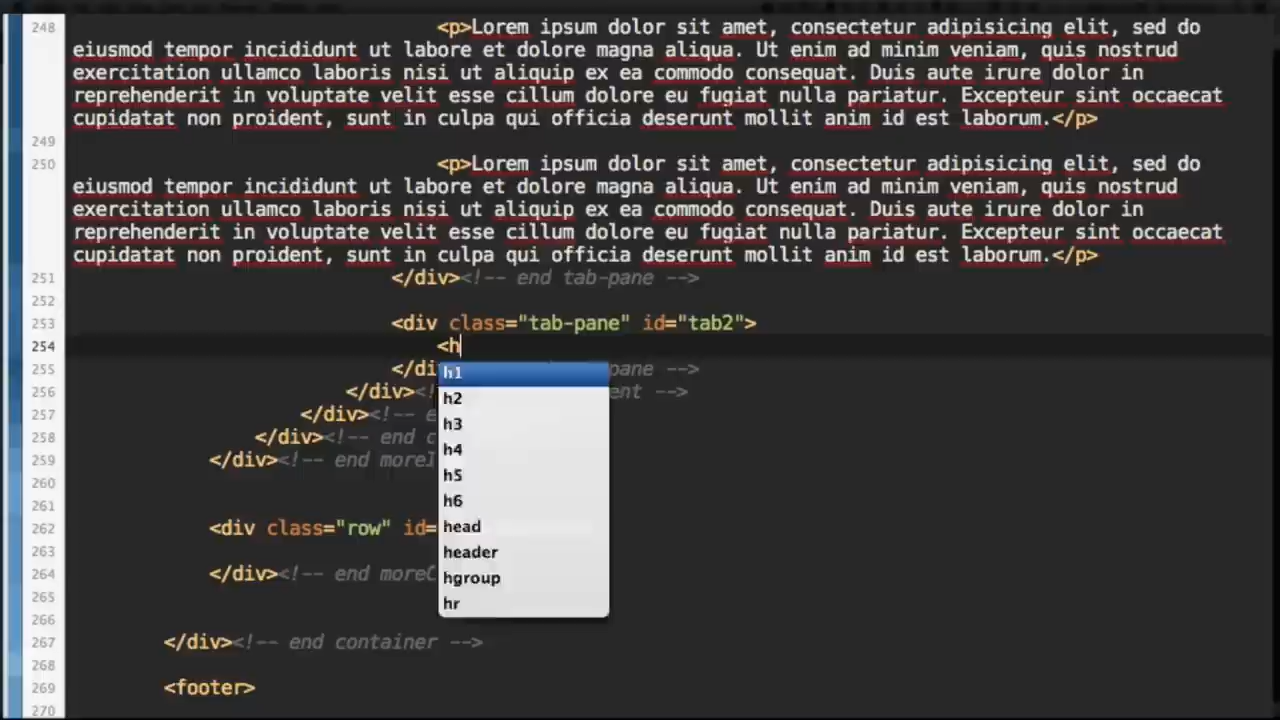 248 <p>Lorem ipsum dolor sit amet, consectetur adipisicing elit, sed do
eiusmod tempor incididunt ut labore et dolore magna aliqua. Ut enim ad minim veniam, quis nostrud
exercitation ullamco laboris nisi ut aliquip ex ea commodo consequat. Duis aute irure dolor in
reprehenderit in voluptate velit esse cillum dolore eu fugiat nulla pariatur. Excepteur sint occaecat
cupidatat non proident, sunt in culpa qui officia deserunt mollit anim id est laborum.</p>
249
250 <p>Lorem ipsum dolor sit amet, consectetur adipisicing elit, sed do
eiusmod tempor incididunt ut labore et dolore magna aliqua. Ut enim ad minim veniam, quis nostrud
exercitation ullamco laboris nisi ut aliquip ex ea commodo consequat. Duis aute irure dolor in
reprehenderit in voluptate velit esse cillum dolore eu fugiat nulla pariatur. Excepteur sint occaecat
cupidatat non proident, sunt in culpa qui officia deserunt mollit anim id est laborum.</p>
251 </div><!-- end tab-pane -->
252
253 <div class="tab-pane" id="tab2">
254 <h
255 </di pane -->
h1
256 </div><! ent -->
h2
257 </div><!-- e
h3
258 </div><!-- end c
h4
259 </div><!-- end moreI
h5
260
h6
261
262 <div class="row" id=
head
263
header
264 </div><!-- end moreC
hgroup
265
hr
266
267 </div><!-- end container -->
268
269 <footer>
270